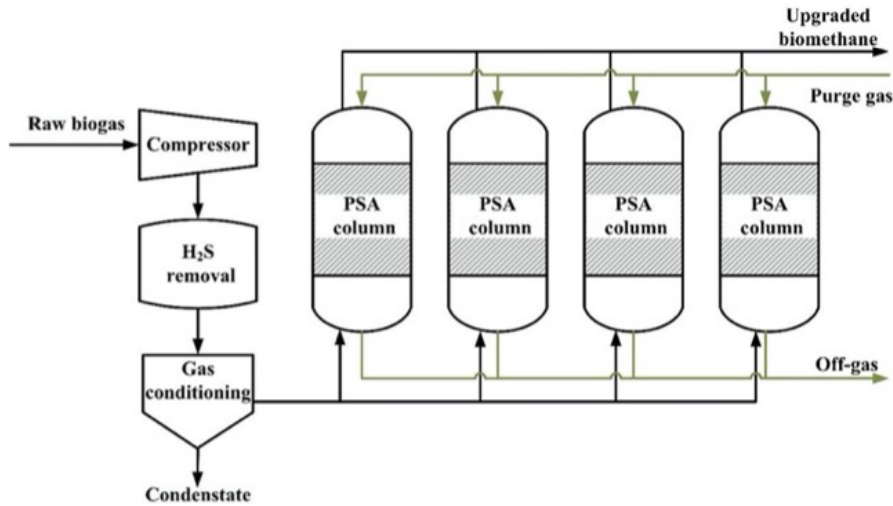 Upgraded
biomethane
Purge gas
Raw biogas
Compressor
H₂S
removal
Gas
conditioning
Condenstate
PSA
column
PSA
column
PSA
column
PSA
column
Off-gas